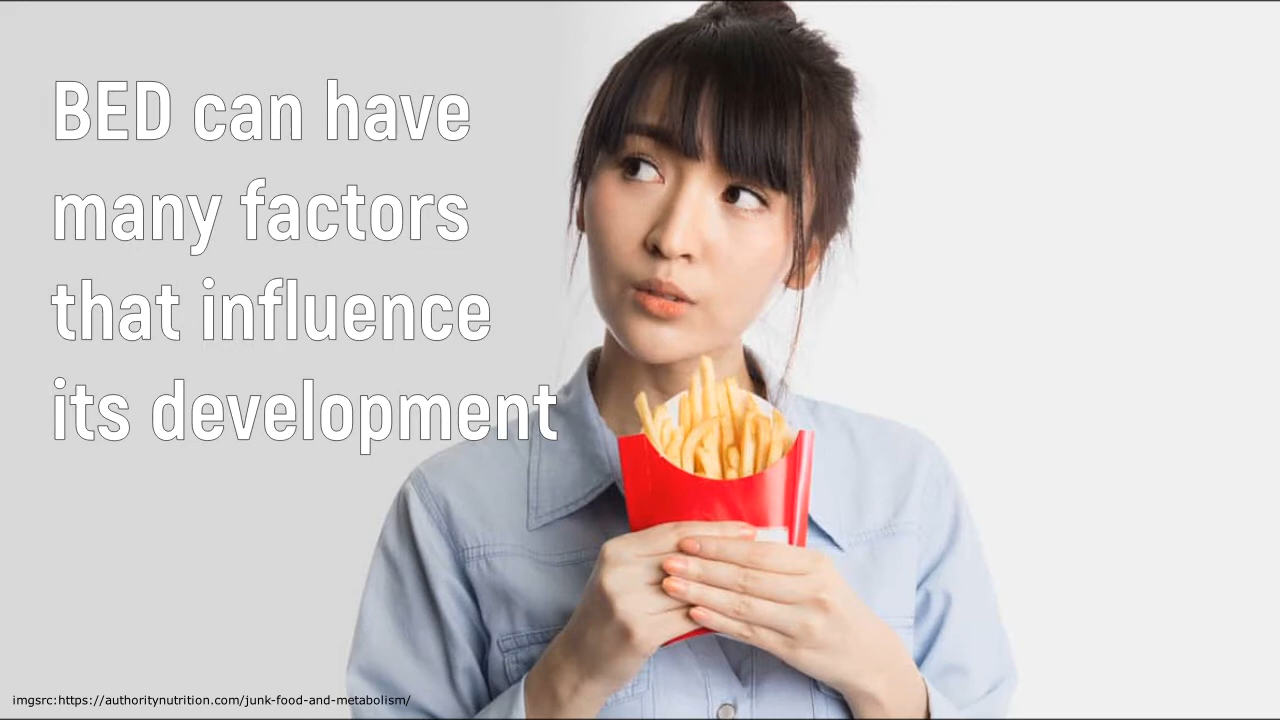 BED can have
many factors
that influence
its development
imgsrc:https://authoritynutrition.com/junk-food-and-metabolism/